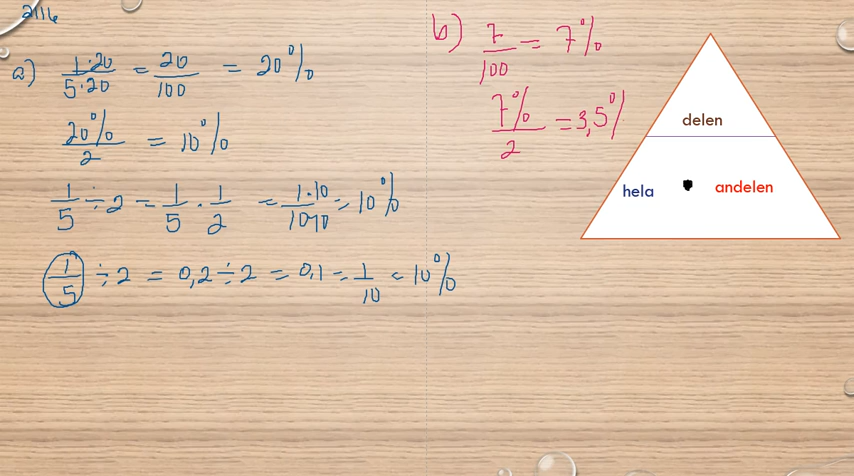 2116
a) 1·20/5·20 = 20/100 = 20%
20%/2 = 10%
1/5 ÷ 2 = 1/5 · 1/2 = 1·10/10·10 = 10%
1/5 ÷ 2 = 0,2 ÷ 2 = 0,1 = 1/10 = 10%
b) 7/100 = 7%
7%/2 = 3,5%
delen
hela
andelen